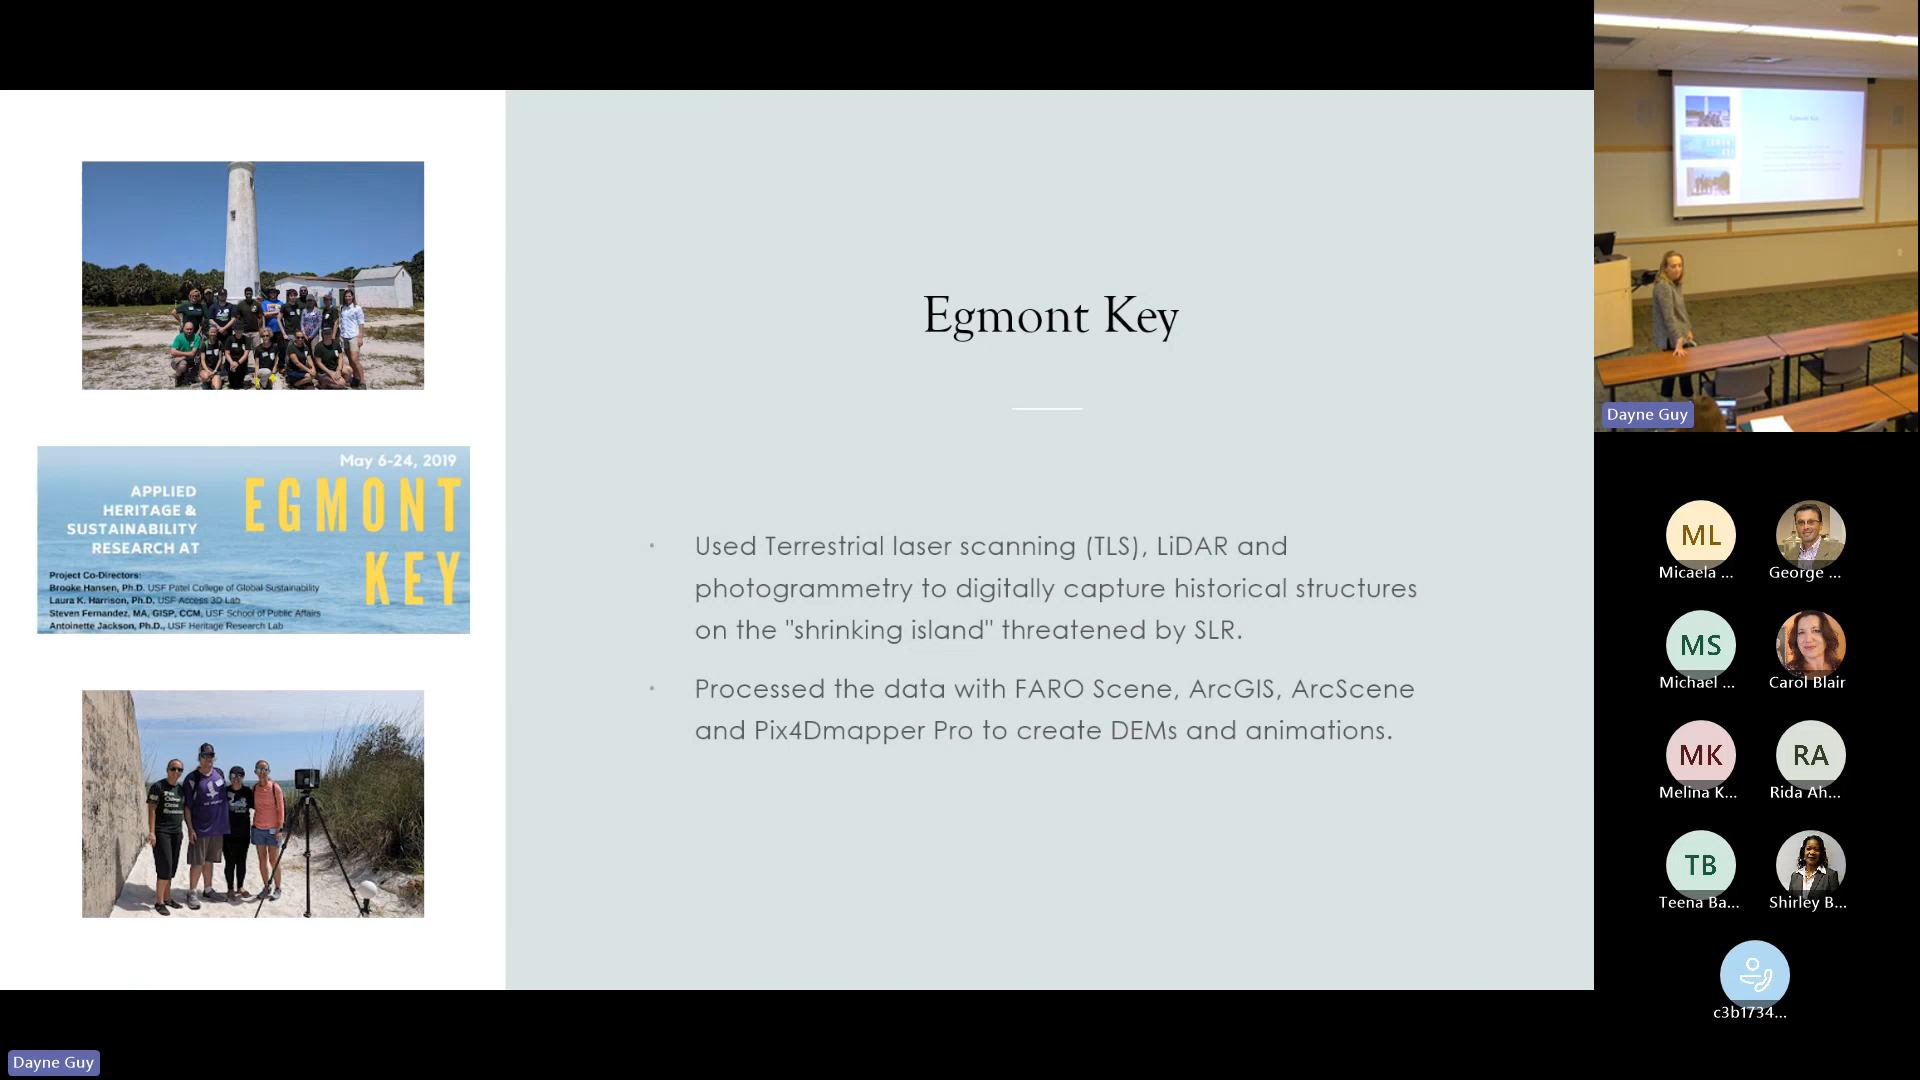 May 6-24, 2019
APPLIED
HERITAGE &
SUSTAINABILITY
RESEARCH AT
EGMONT
KEY
Project Co-Directors:
Brooke Hansen, Ph.D. USF Patel College of Global Sustainability
Laura K. Harrison, Ph.D. USF Access 3D Lab
Steven Fernandez, MA, GISP, CCM, USF School of Public Affairs
Antoinette Jackson, Ph.D., USF Heritage Research Lab
Egmont Key
· Used Terrestrial laser scanning (TLS), LiDAR and
photogrammetry to digitally capture historical structures
on the "shrinking island" threatened by SLR.
· Processed the data with FARO Scene, ArcGIS, ArcScene
and Pix4Dmapper Pro to create DEMs and animations.
Egmont Key
Dayne Guy
ML
Micaela ...
George ...
MS
Michael ...
Carol Blair
MK
Melina K...
RA
Rida Ah...
TB
Teena Ba...
Shirley B...
c3b1734...
Dayne Guy